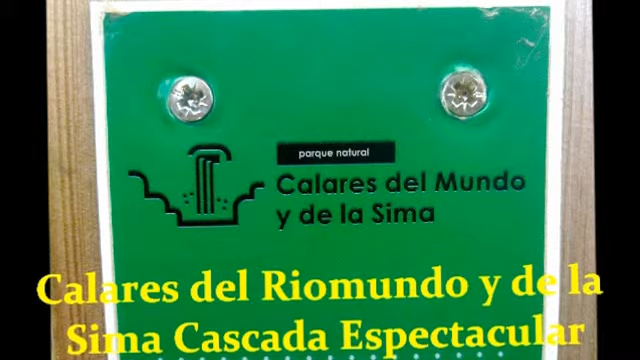 parque natural
Calares del Mundo
y de la Sima
Calares del Riomundo y de la
Sima Cascada Espectacular